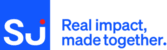 SJ
Real impact,
made together.